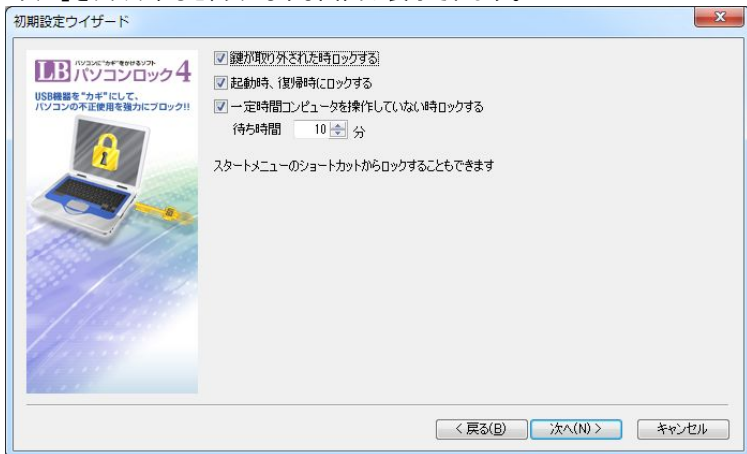 初期設定ウイザード
パソコンに"カギ"をかけるソフト
LB パソコンロック4
USB機器を"カギ"にして、
パソコンの不正使用を強力にブロック!!
鍵が取り外された時ロックする
起動時、復帰時にロックする
一定時間コンピュータを操作していない時ロックする
待ち時間 10 分
スタートメニューのショートカットからロックすることもできます
< 戻る(B)
次へ(N) >
キャンセル